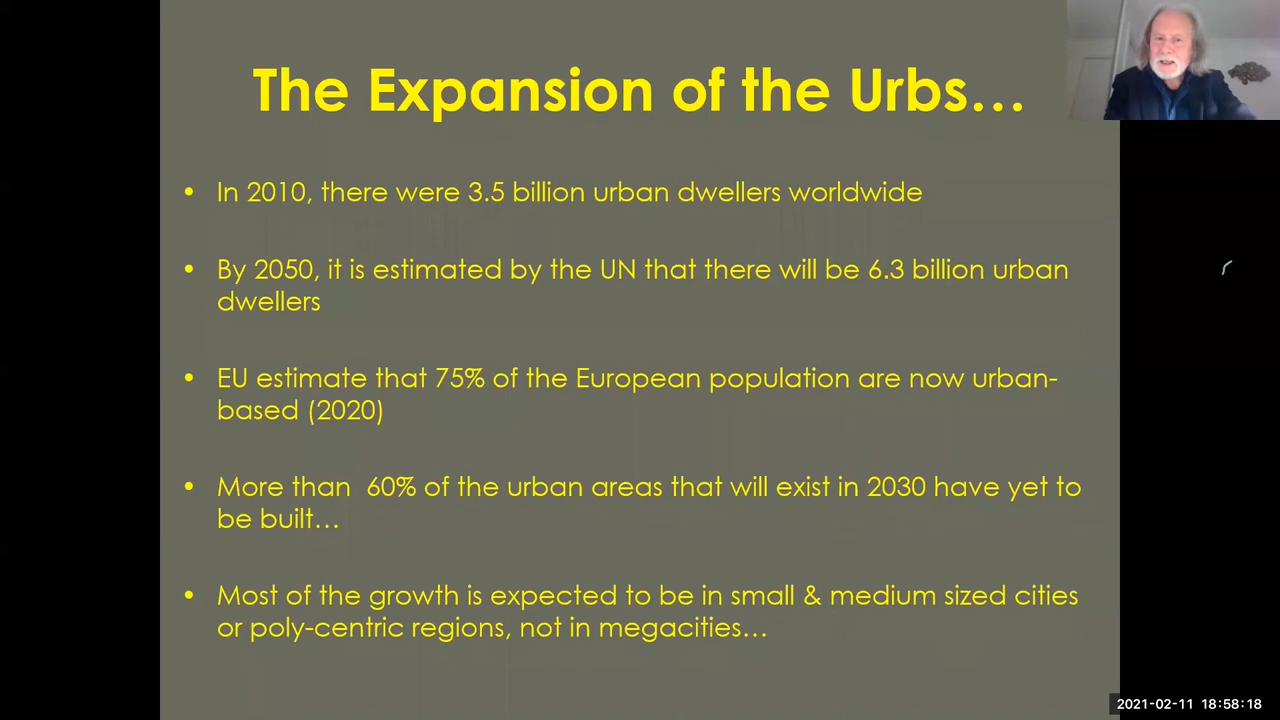 The Expansion of the Urbs…
• In 2010, there were 3.5 billion urban dwellers worldwide
• By 2050, it is estimated by the UN that there will be 6.3 billion urban
dwellers
• EU estimate that 75% of the European population are now urban-
based (2020)
• More than  60% of the urban areas that will exist in 2030 have yet to
be built…
• Most of the growth is expected to be in small & medium sized cities
or poly-centric regions, not in megacities…
2021-02-11 18:58:18